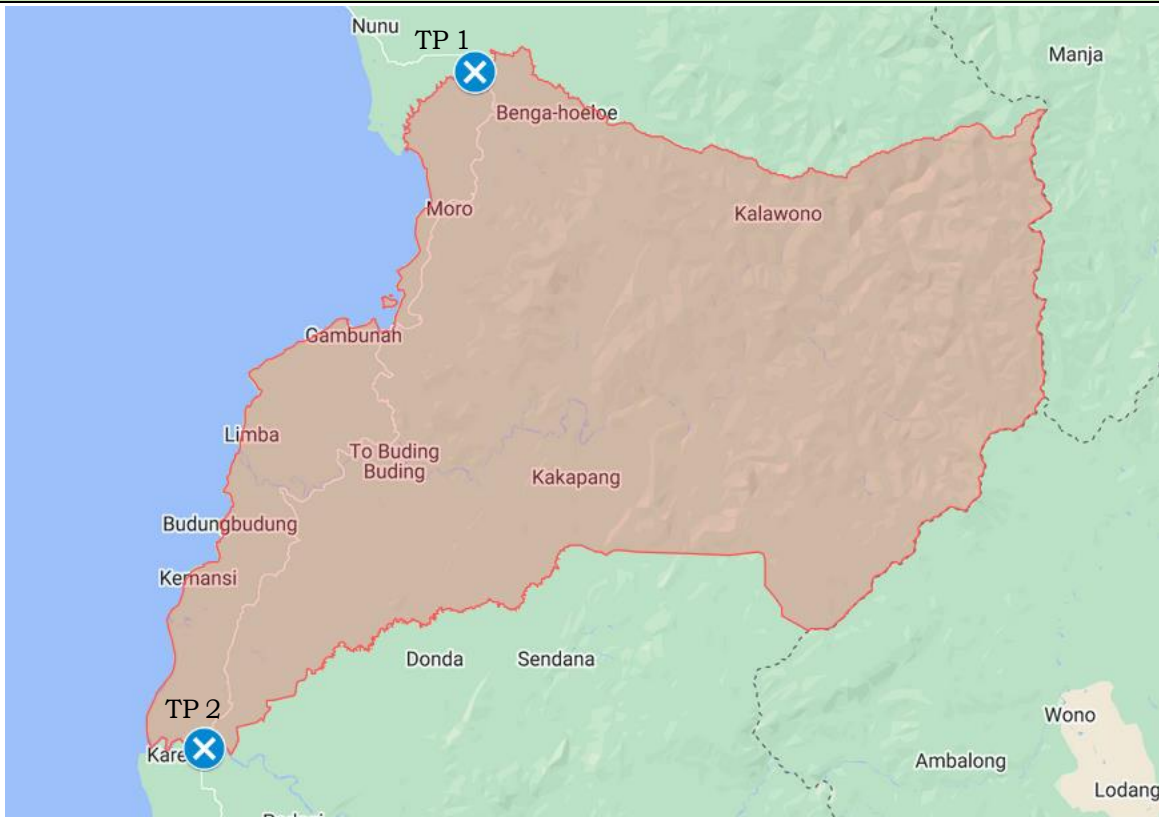 Nunu
TP 1
Manja
Benga-hoeloe
Moro
Kalawono
Gambunah
Limba
To Buding
Buding
Kakapang
Budungbudung
Kemansi
Donda
Sendana
TP 2
Wono
Ambalong
Lodang